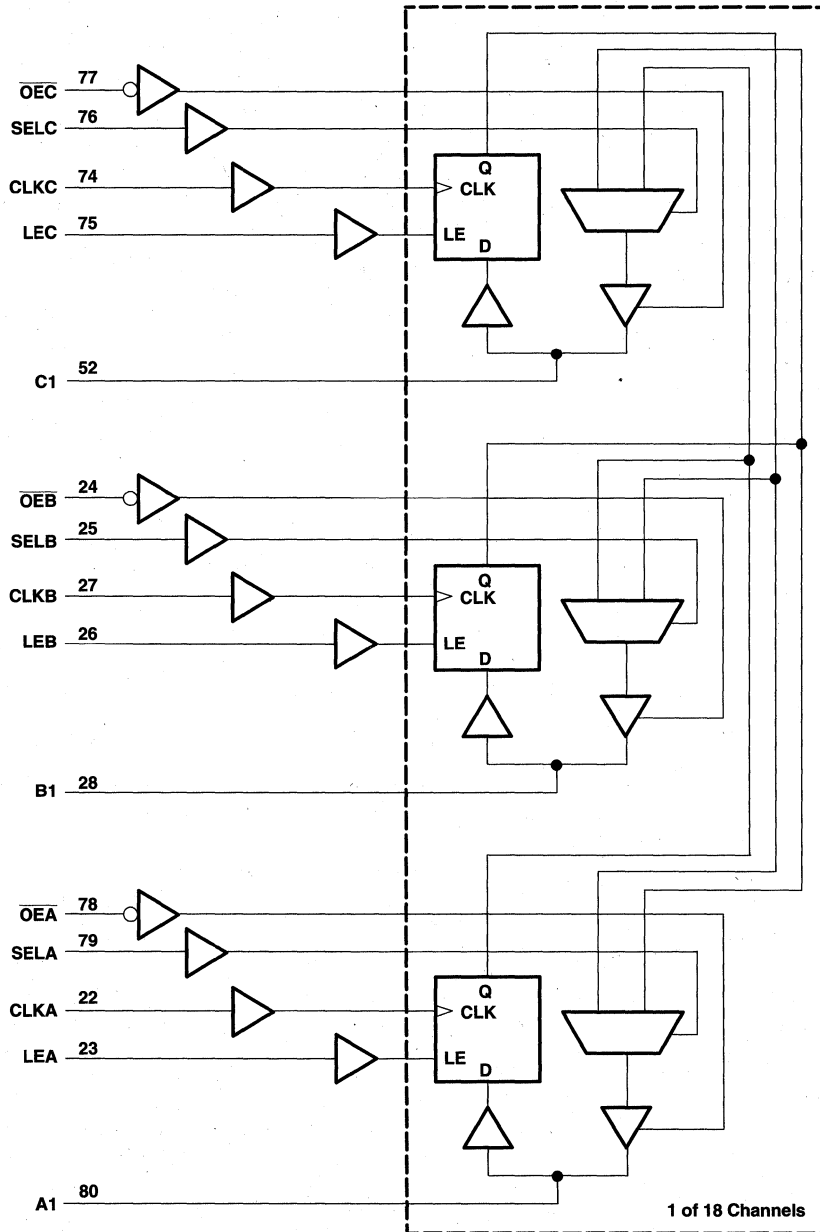 OEC 77
SELC 76
CLKC 74
LEC 75
Q
CLK
LE
D
C1 52
OEB 24
SELB 25
CLKB 27
LEB 26
Q
CLK
LE
D
B1 28
OEA 78
SELA 79
CLKA 22
LEA 23
Q
CLK
LE
D
A1 80
1 of 18 Channels